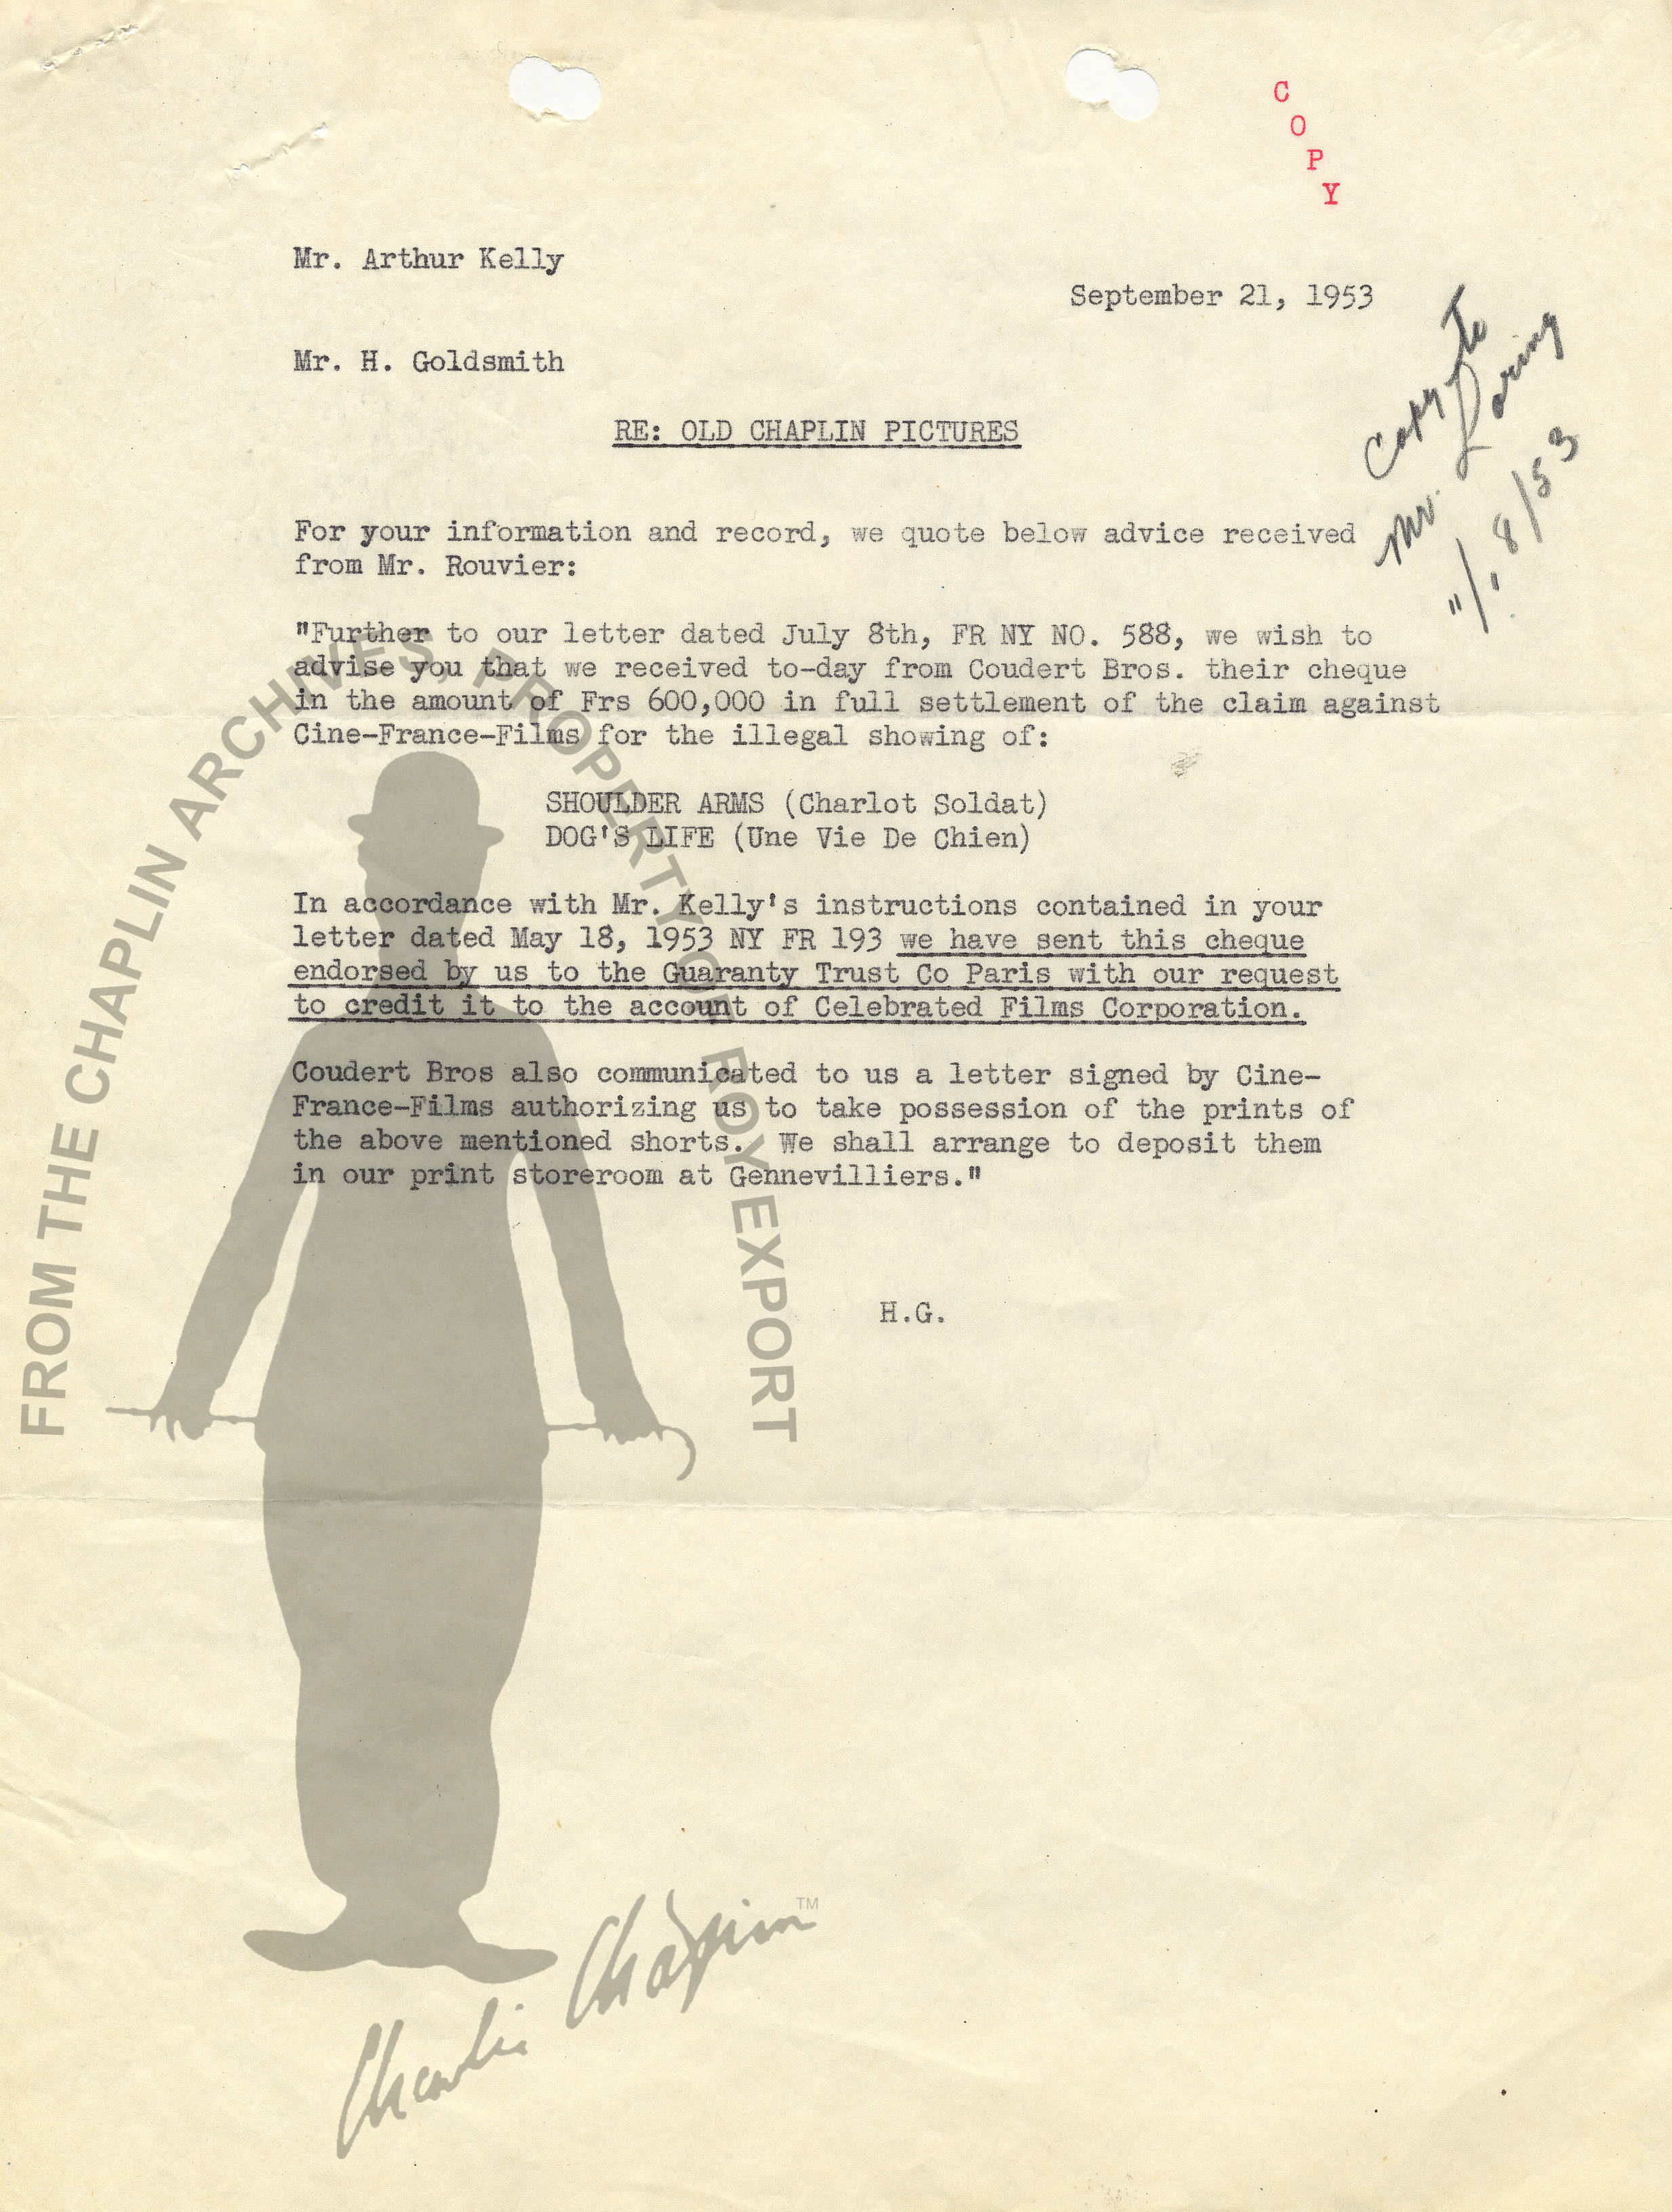 C
O
P
Y
Mr. Arthur Kelly
September 21, 1953
Mr. H. Goldsmith
Copy to
Mr. Loring
RE: OLD CHAPLIN PICTURES
For your information and record, we quote below advice received
from Mr. Rouvier:
"Further to our letter dated July 8th, FR NY NO. 588, we wish to
advise you that we received to-day from Coudert Bros. their cheque
in the amount of Frs 600,000 in full settlement of the claim against
Cine-France-Films for the illegal showing of:
SHOULDER ARMS (Charlot Soldat)
DOG'S LIFE (Une Vie De Chien)
In accordance with Mr. Kelly's instructions contained in your
letter dated May 18, 1953 NY FR 193 we have sent this cheque
endorsed by us to the Guaranty Trust Co Paris with our request
to credit it to the account of Celebrated Films Corporation.
Coudert Bros also communicated to us a letter signed by Cine-
France-Films authorizing us to take possession of the prints of
the above mentioned shorts. We shall arrange to deposit them
in our print storeroom at Gennevilliers."
H.G.
FROM THE CHAPLIN ARCHIVES, PROPERTY OF ROY EXPORT
Charlie Chaplin TM